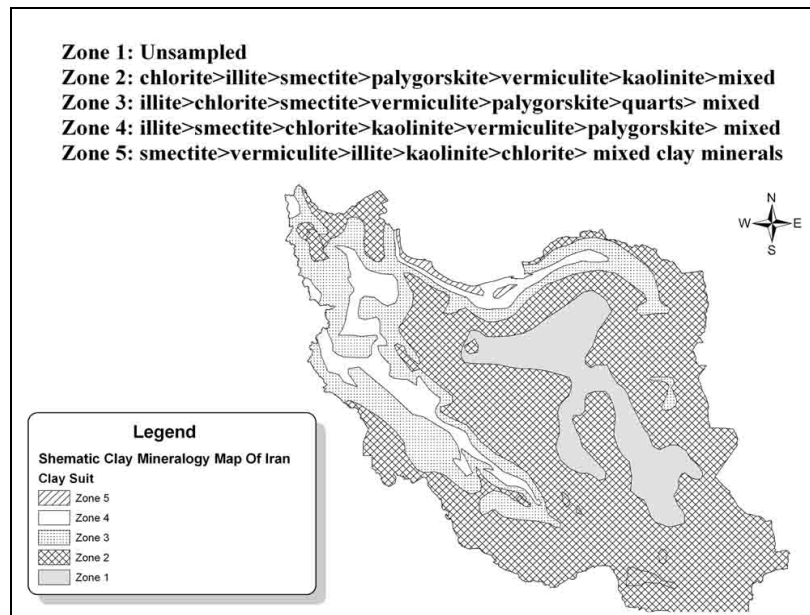 Zone 1: Unsampled
Zone 2: chlorite>illite>smectite>palygorskite>vermiculite>kaolinite>mixed
Zone 3: illite>chlorite>smectite>vermiculite>palygorskite>quarts> mixed
Zone 4: illite>smectite>chlorite>kaolinite>vermiculite>palygorskite> mixed
Zone 5: smectite>vermiculite>illite>kaolinite>chlorite> mixed clay minerals
N
W E
S
Legend
Shematic Clay Mineralogy Map Of Iran
Clay Suit
Zone 5
Zone 4
Zone 3
Zone 2
Zone 1